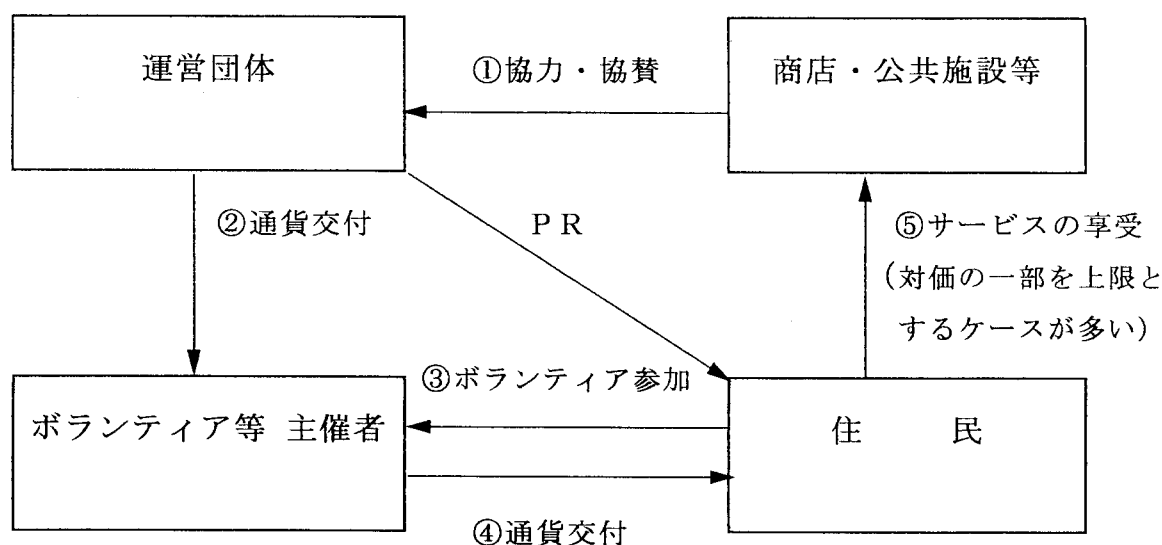 運営団体
①協力・協賛
商店・公共施設等
②通貨交付
PR
⑤サービスの享受
(対価の一部を上限と
するケースが多い)
ボランティア等 主催者
③ボランティア参加
住 民
④通貨交付